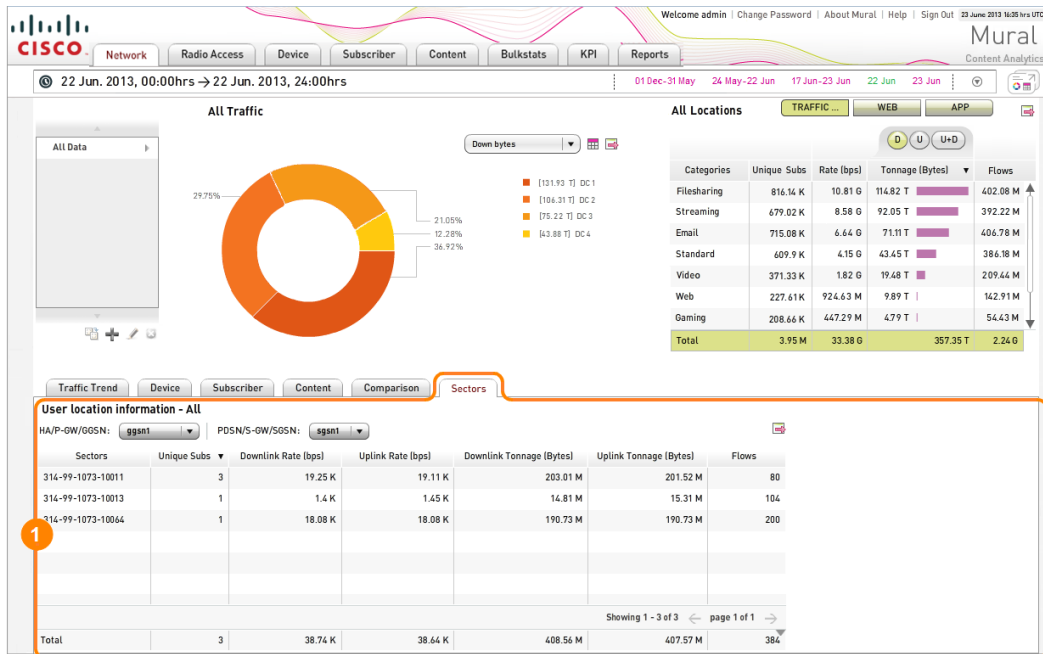 Welcome admin | Change Password | About Mural | Help | Sign Out 23 June 2013 16:35 hrs UTC
CISCO
Mural
Content Analytics
Network Radio Access Device Subscriber Content Bulkstats KPI Reports
22 Jun. 2013, 00:00hrs → 22 Jun. 2013, 24:00hrs
01 Dec-31 May 24 May-22 Jun 17 Jun-23 Jun 22 Jun 23 Jun
All Traffic
All Data
Down bytes
29.75%
21.05%
12.28%
36.92%
[131.93 T] DC 1
[106.31 T] DC 2
[75.22 T] DC 3
[43.88 T] DC 4
All Locations TRAFFIC ... WEB APP
D U U+D
Categories Unique Subs Rate (bps) Tonnage (Bytes) Flows
Filesharing 816.14 K 10.81 G 114.82 T 402.08 M
Streaming 679.02 K 8.58 G 92.05 T 392.22 M
Email 715.08 K 6.64 G 71.11 T 406.78 M
Standard 609.9 K 4.15 G 43.45 T 386.18 M
Video 371.33 K 1.82 G 19.48 T 209.44 M
Web 227.61 K 924.63 M 9.89 T 142.91 M
Gaming 208.66 K 447.29 M 4.79 T 54.43 M
Total 3.95 M 33.38 G 357.35 T 2.24 G
Traffic Trend Device Subscriber Content Comparison Sectors
User location information - All
HA/P-GW/GGSN: ggsn1 PDSN/S-GW/SGSN: sgsn1
Sectors Unique Subs Downlink Rate (bps) Uplink Rate (bps) Downlink Tonnage (Bytes) Uplink Tonnage (Bytes) Flows
314-99-1073-10011 3 19.25 K 19.11 K 203.01 M 201.52 M 80
314-99-1073-10013 1 1.4 K 1.45 K 14.81 M 15.31 M 104
314-99-1073-10064 1 18.08 K 18.08 K 190.73 M 190.73 M 200
1
Showing 1 - 3 of 3 ← page 1 of 1 →
Total 3 38.74 K 38.64 K 408.56 M 407.57 M 384